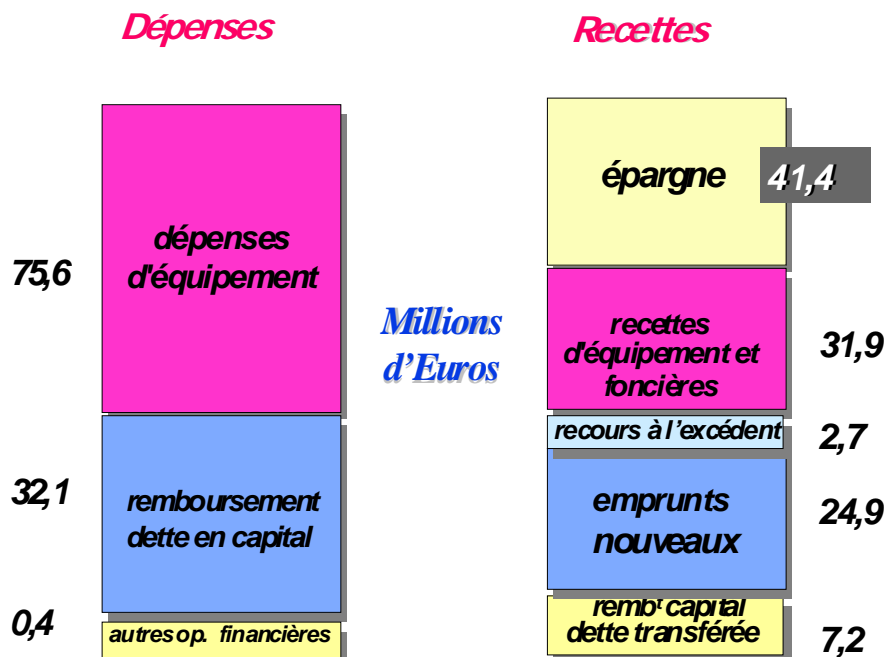 Dépenses
75,6
dépenses
d'équipement
32,1
remboursement
dette en capital
0,4
autres op. financières
Millions
d'Euros
Recettes
épargne
41,4
recettes
d'équipement et
foncières
31,9
recours à l'excédent
2,7
emprunts
nouveaux
24,9
rembᵗ capital
dette transférée
7,2